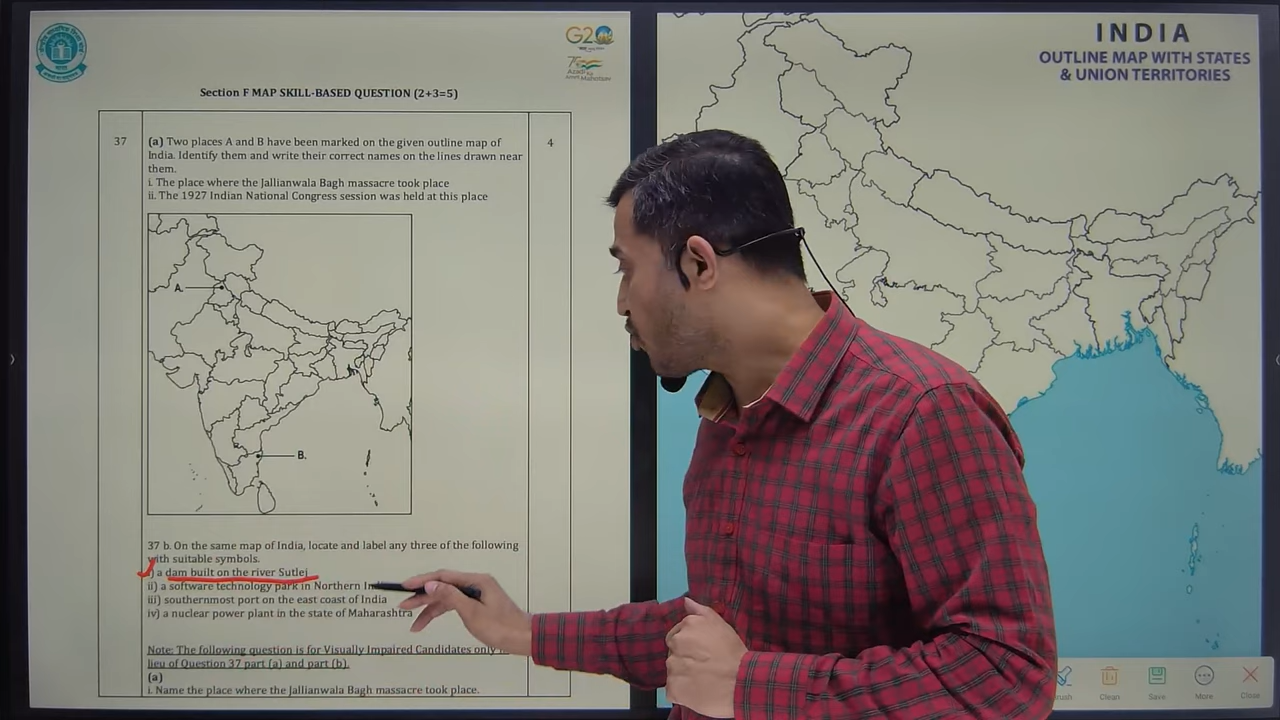 G20
75
Azadi Ka
Amrit Mahotsav
Section F MAP SKILL-BASED QUESTION (2+3=5)
37
(a) Two places A and B have been marked on the given outline map of
India. Identify them and write their correct names on the lines drawn near
them.
i. The place where the Jallianwala Bagh massacre took place
ii. The 1927 Indian National Congress session was held at this place
4
A.
B.
37 b. On the same map of India, locate and label any three of the following
with suitable symbols.
i) a dam built on the river Sutlej
ii) a software technology park in Northern
iii) southernmost port on the east coast of India
iv) a nuclear power plant in the state of Maharashtra
Note: The following question is for Visually Impaired Candidates only
lieu of Question 37 part (a) and part (b).
(a)
i. Name the place where the Jallianwala Bagh massacre took place.
INDIA
OUTLINE MAP WITH STATES
& UNION TERRITORIES
Clean
Save
More
Close